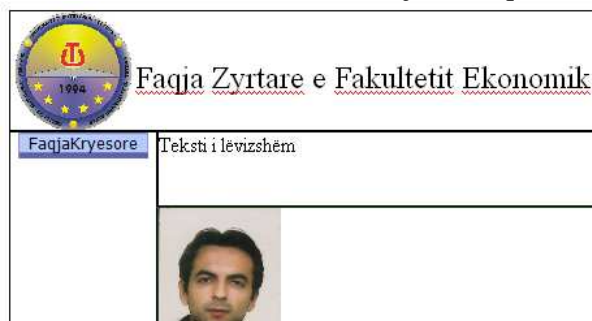 1994
Faqja Zyrtare e Fakultetit Ekonomik
FaqjaKryesore
Teksti i lëvizshëm